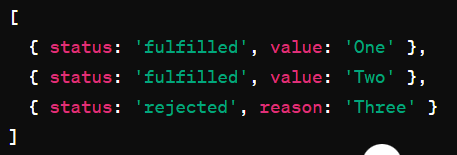 [
  { status: 'fulfilled', value: 'One' },
  { status: 'fulfilled', value: 'Two' },
  { status: 'rejected', reason: 'Three' }
]